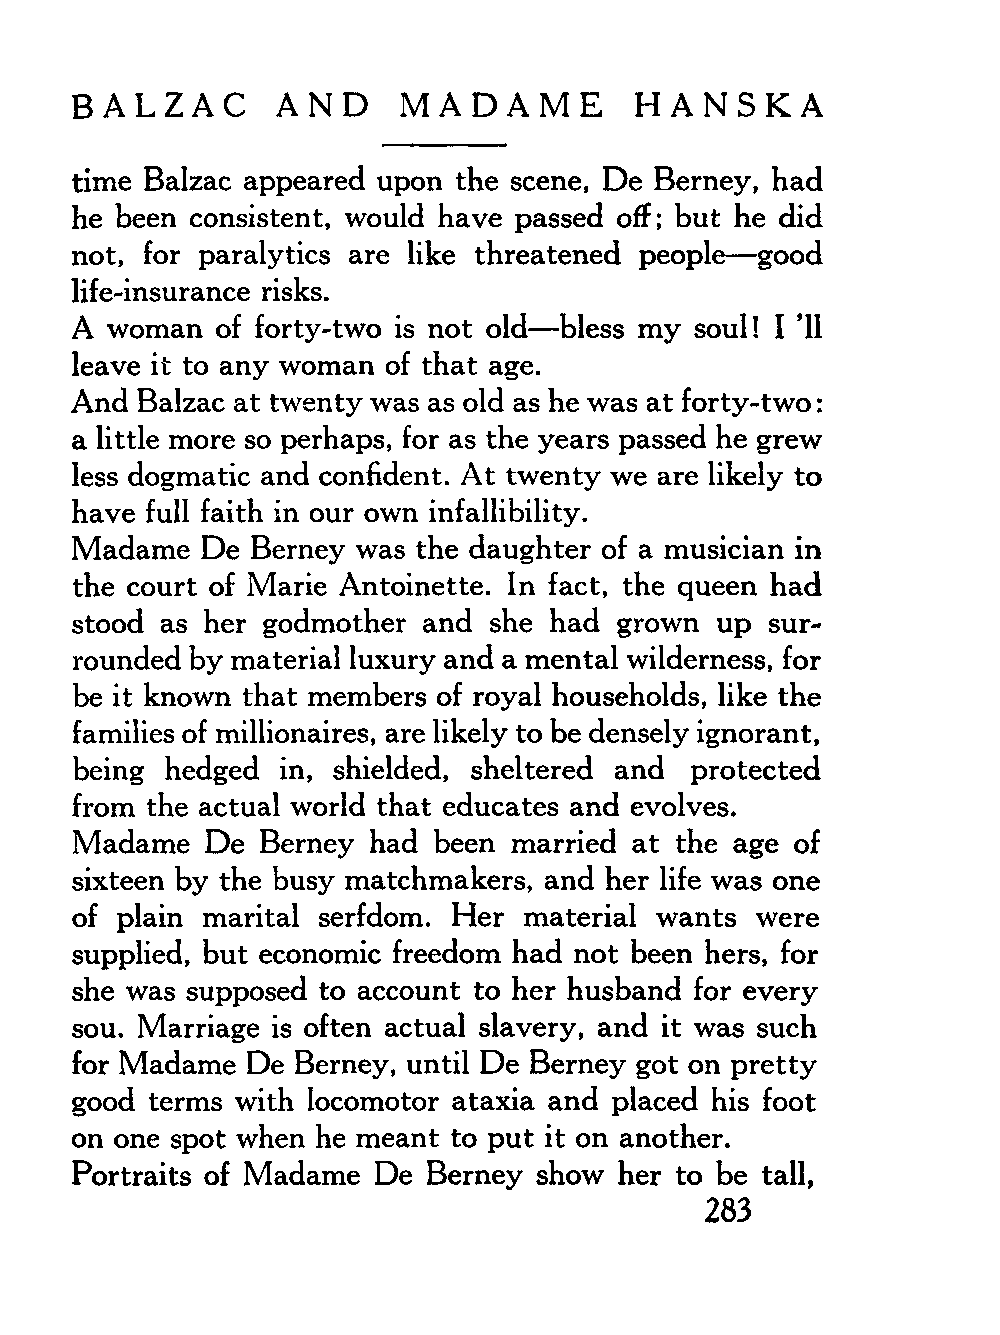 BALZAC AND MADAME HANSKA
time Balzac appeared upon the scene, De Berney, had
he been consistent, would have passed off; but he did
not, for paralytics are like threatened people—good
life-insurance risks.
A woman of forty-two is not old—bless my soul! I 'll
leave it to any woman of that age.
And Balzac at twenty was as old as he was at forty-two:
a little more so perhaps, for as the years passed he grew
less dogmatic and confident. At twenty we are likely to
have full faith in our own infallibility.
Madame De Berney was the daughter of a musician in
the court of Marie Antoinette. In fact, the queen had
stood as her godmother and she had grown up sur-
rounded by material luxury and a mental wilderness, for
be it known that members of royal households, like the
families of millionaires, are likely to be densely ignorant,
being hedged in, shielded, sheltered and protected
from the actual world that educates and evolves.
Madame De Berney had been married at the age of
sixteen by the busy matchmakers, and her life was one
of plain marital serfdom. Her material wants were
supplied, but economic freedom had not been hers, for
she was supposed to account to her husband for every
sou. Marriage is often actual slavery, and it was such
for Madame De Berney, until De Berney got on pretty
good terms with locomotor ataxia and placed his foot
on one spot when he meant to put it on another.
Portraits of Madame De Berney show her to be tall,
283